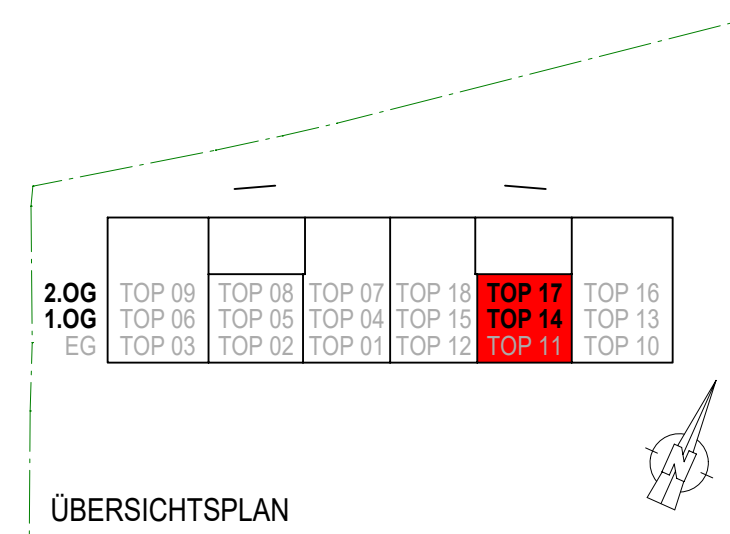 2.OG TOP 09 TOP 08 TOP 07 TOP 18 TOP 17 TOP 16
1.OG TOP 06 TOP 05 TOP 04 TOP 15 TOP 14 TOP 13
EG TOP 03 TOP 02 TOP 01 TOP 12 TOP 11 TOP 10
N
ÜBERSICHTSPLAN